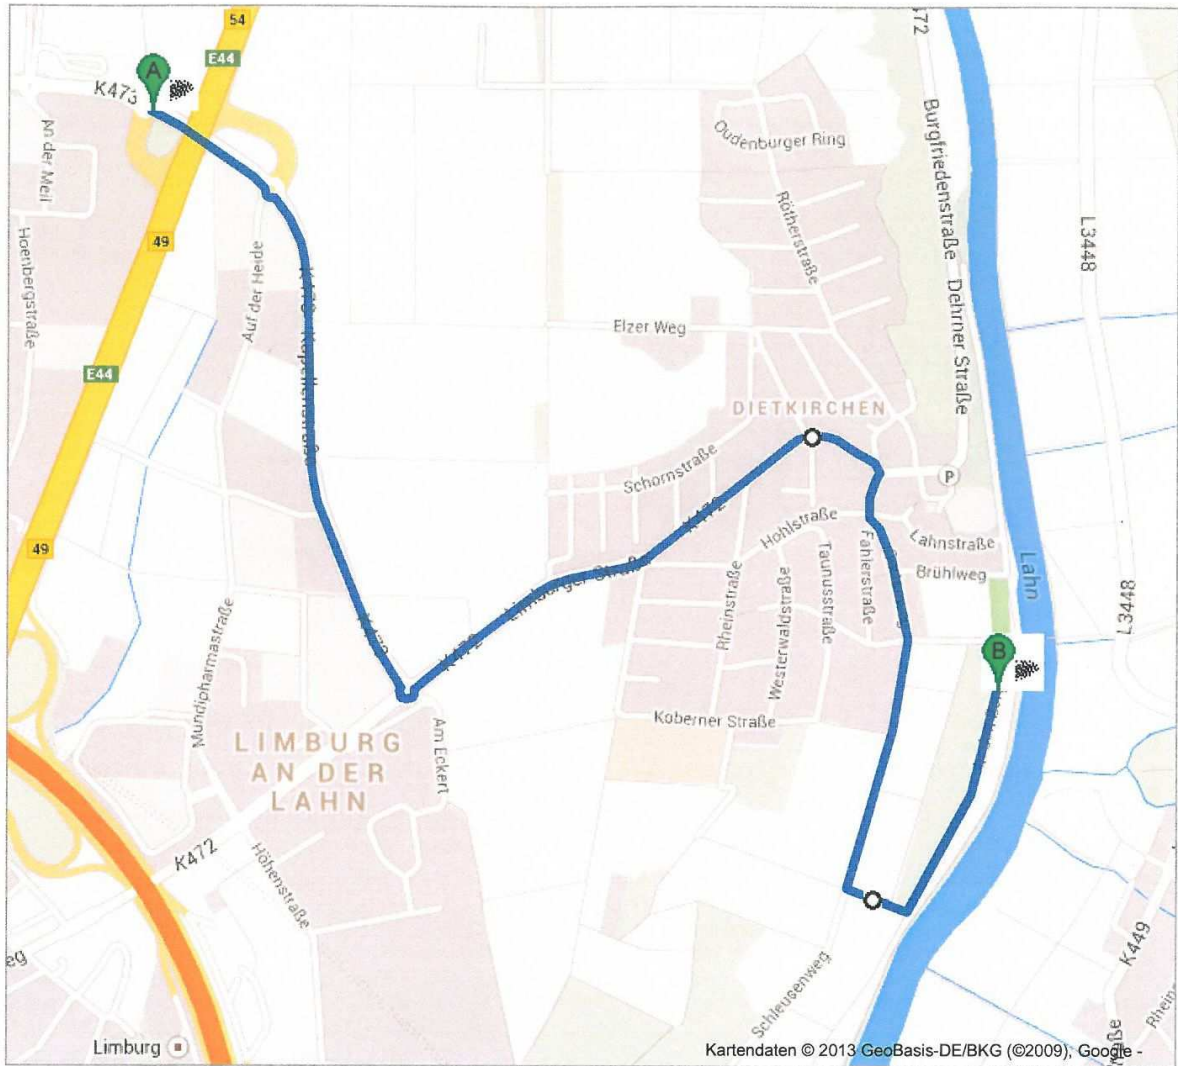 54
E44
A
K473
An der Meil
Hoenbergstraße
49
Auf der Heide
E44
49
Oudenburger Ring
Rötherstraße
Elzer Weg
DIETKIRCHEN
Burgfriedenstraße
Dehrner Straße
L3448
Schornstraße
P
K472
Hohlstraße
Lahnstraße
Brühlweg
Lahn
L3448
Limburger Straße
Rheinstraße
Westerwaldstraße
Taunusstraße
Fahlerstraße
B
K472
Koberner Straße
Mundipharmastraße
LIMBURG
AN DER
LAHN
Am Eckert
K472
Höhenstraße
Schleusenweg
K449
Limburg
Kartendaten © 2013 GeoBasis-DE/BKG (©2009), Google -